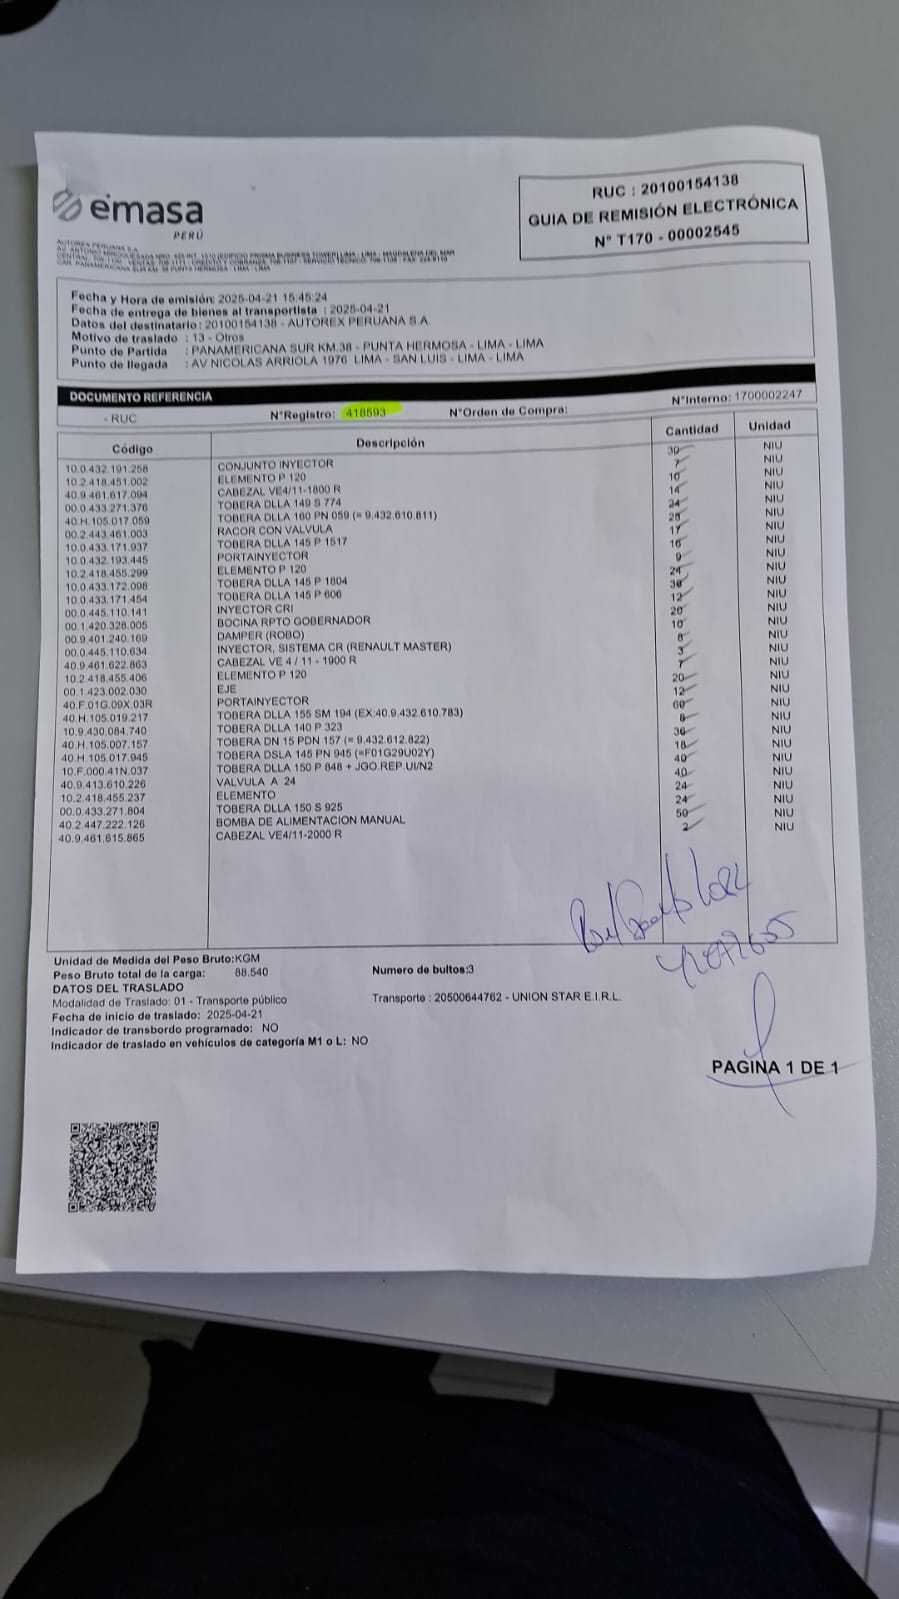 emasa
PERÚ
RUC : 20100154138
GUIA DE REMISIÓN ELECTRÓNICA
N° T170 - 00002545
AUTOREX PERUANA S.A.
Fecha y Hora de emisión: 2025-04-21 15:45:24
Fecha de entrega de bienes al transportista : 2025-04-21
Datos del destinatario: 20100154138 - AUTOREX PERUANA S.A.
Motivo de traslado : 13 - Otros
Punto de Partida : PANAMERICANA SUR KM.38 - PUNTA HERMOSA - LIMA - LIMA
Punto de llegada : AV NICOLAS ARRIOLA 1976 LIMA - SAN LUIS - LIMA - LIMA
DOCUMENTO REFERENCIA
- RUC N°Registro: 418593 N°Orden de Compra: N°Interno: 1700002247
Código Descripción Cantidad Unidad
10.0.432.191.258 CONJUNTO INYECTOR 30 NIU
10.2.418.451.002 ELEMENTO P 120 7 NIU
40.9.461.617.094 CABEZAL VE4/11-1800 R 10 NIU
00.0.433.271.376 TOBERA DLLA 149 S 774 14 NIU
40.H.105.017.059 TOBERA DLLA 160 PN 059 (= 9.432.610.811) 24 NIU
00.2.443.461.003 RACOR CON VALVULA 25 NIU
10.0.433.171.937 TOBERA DLLA 145 P 1517 17 NIU
10.0.432.193.445 PORTAINYECTOR 16 NIU
10.2.418.455.299 ELEMENTO P 120 9 NIU
10.0.433.172.098 TOBERA DLLA 145 P 1804 24 NIU
10.0.433.171.454 TOBERA DLLA 145 P 606 NIU
00.0.445.110.141 INYECTOR CRI 12 NIU
00.1.420.328.005 BOCINA RPTO GOBERNADOR 20 NIU
00.9.401.240.169 DAMPER (ROBO) 10 NIU
00.0.445.110.634 INYECTOR, SISTEMA CR (RENAULT MASTER) 8 NIU
40.9.461.622.863 CABEZAL VE 4 / 11 - 1900 R 3 NIU
10.2.418.455.406 ELEMENTO P 120 7 NIU
00.1.423.002.030 EJE 20 NIU
40.F.01G.09X.03R PORTAINYECTOR 12 NIU
40.H.105.019.217 TOBERA DLLA 155 SM 194 (EX:40.9.432.610.783) 60 NIU
10.9.430.084.740 TOBERA DLLA 140 P 323 8 NIU
40.H.105.007.157 TOBERA DN 15 PDN 157 (= 9.432.612.822) 36 NIU
40.H.105.017.945 TOBERA DSLA 145 PN 945 (=F01G29U02Y) 18 NIU
10.F.000.41N.037 TOBERA DLLA 150 P 848 + JGO.REP.UI/N2 40 NIU
40.9.413.610.226 VALVULA A 24 40 NIU
10.2.418.455.237 ELEMENTO 24 NIU
00.0.433.271.804 TOBERA DLLA 150 S 925 24 NIU
40.2.447.222.126 BOMBA DE ALIMENTACION MANUAL 50 NIU
40.9.461.615.865 CABEZAL VE4/11-2000 R 2 NIU
Unidad de Medida del Peso Bruto:KGM
Peso Bruto total de la carga: 88.540 Numero de bultos:3
DATOS DEL TRASLADO
Modalidad de Traslado: 01 - Transporte público Transporte : 20500644762 - UNION STAR E.I.R.L.
Fecha de inicio de traslado: 2025-04-21
Indicador de transbordo programado: NO
Indicador de traslado en vehículos de categoría M1 o L: NO
PAGINA 1 DE 1